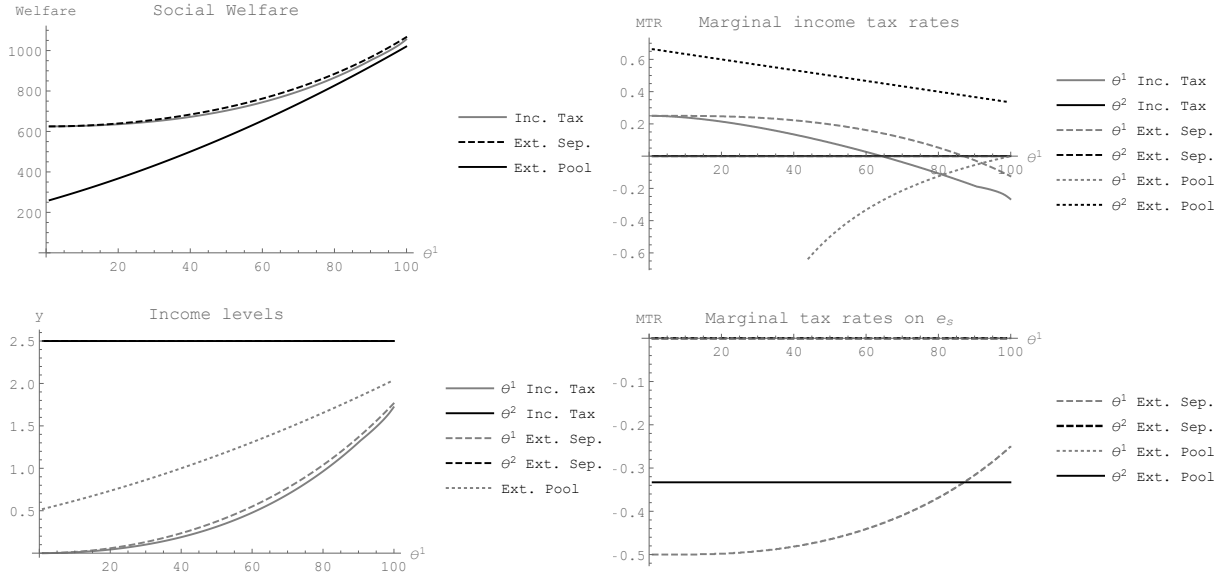 Social Welfare
Welfare
1000
800
600
400
200
20 40 60 80 100 θ¹
Inc. Tax
Ext. Sep.
Ext. Pool
Marginal income tax rates
MTR
0.6
0.4
0.2
-0.2
-0.4
-0.6
20 40 60 80 100 θ¹
θ¹ Inc. Tax
θ² Inc. Tax
θ¹ Ext. Sep.
θ² Ext. Sep.
θ¹ Ext. Pool
θ² Ext. Pool
Income levels
y
2.5
2.0
1.5
1.0
0.5
20 40 60 80 100 θ¹
θ¹ Inc. Tax
θ² Inc. Tax
θ¹ Ext. Sep.
θ² Ext. Sep.
Ext. Pool
Marginal tax rates on eₛ
MTR
20 40 60 80 100 θ¹
-0.1
-0.2
-0.3
-0.4
-0.5
θ¹ Ext. Sep.
θ² Ext. Sep.
θ¹ Ext. Pool
θ² Ext. Pool